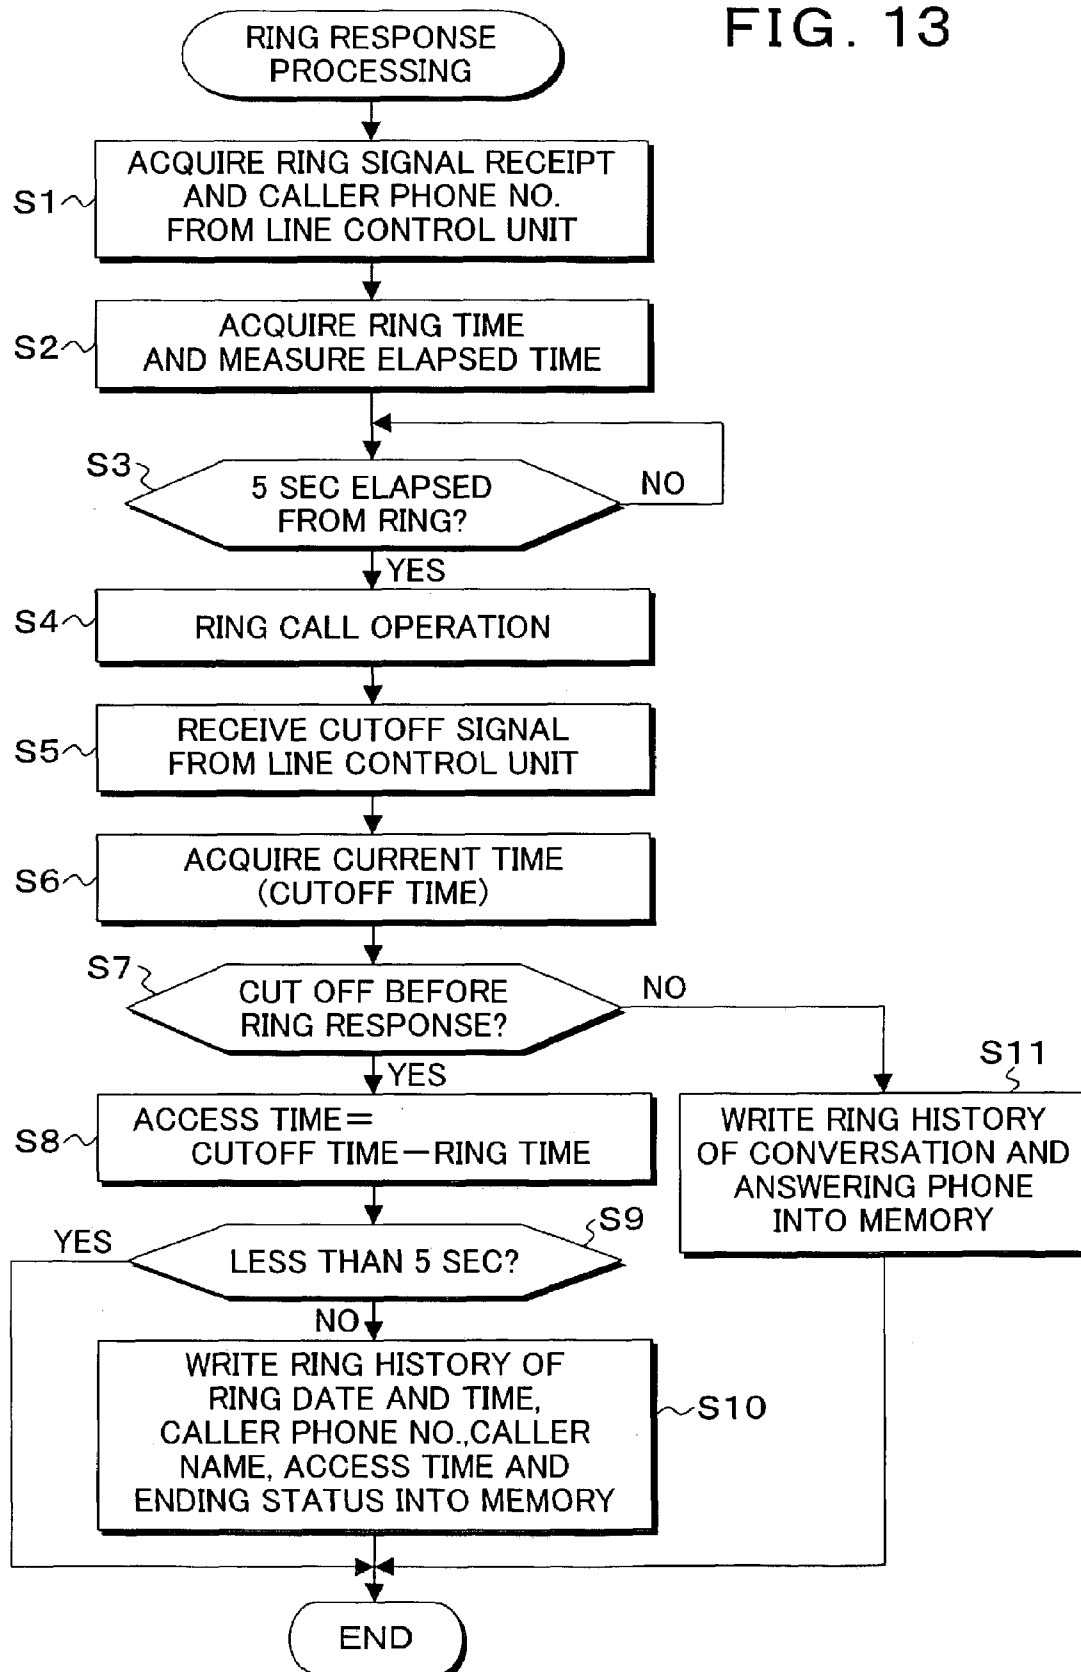 FIG. 13
RING RESPONSE
PROCESSING
S1
ACQUIRE RING SIGNAL RECEIPT
AND CALLER PHONE NO.
FROM LINE CONTROL UNIT
S2
ACQUIRE RING TIME
AND MEASURE ELAPSED TIME
S3
5 SEC ELAPSED
FROM RING?
NO
YES
S4
RING CALL OPERATION
S5
RECEIVE CUTOFF SIGNAL
FROM LINE CONTROL UNIT
S6
ACQUIRE CURRENT TIME
(CUTOFF TIME)
S7
CUT OFF BEFORE
RING RESPONSE?
NO
YES
S8
ACCESS TIME=
CUTOFF TIME-RING TIME
S11
WRITE RING HISTORY
OF CONVERSATION AND
ANSWERING PHONE
INTO MEMORY
S9
YES
LESS THAN 5 SEC?
NO
WRITE RING HISTORY OF
RING DATE AND TIME,
CALLER PHONE NO.,CALLER
NAME, ACCESS TIME AND
ENDING STATUS INTO MEMORY
S10
END